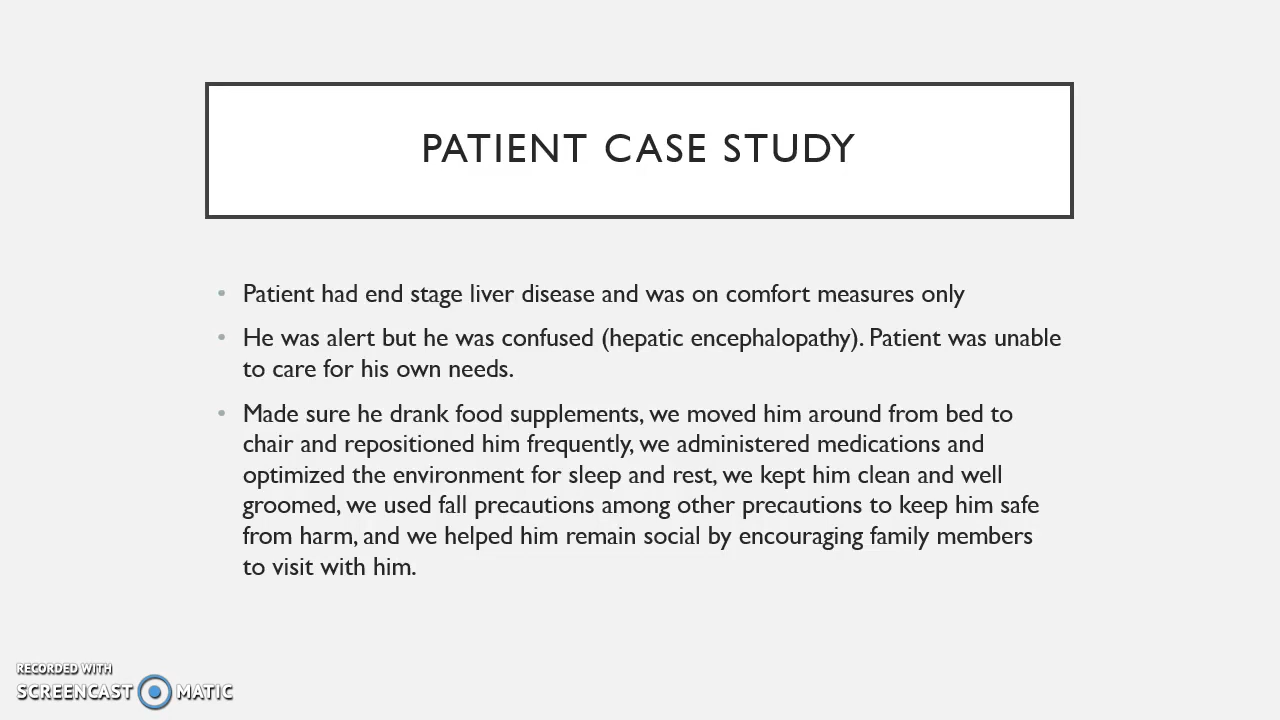 PATIENT CASE STUDY
• Patient had end stage liver disease and was on comfort measures only
• He was alert but he was confused (hepatic encephalopathy). Patient was unable
to care for his own needs.
• Made sure he drank food supplements, we moved him around from bed to
chair and repositioned him frequently, we administered medications and
optimized the environment for sleep and rest, we kept him clean and well
groomed, we used fall precautions among other precautions to keep him safe
from harm, and we helped him remain social by encouraging family members
to visit with him.
RECORDED WITH
SCREENCAST MATIC